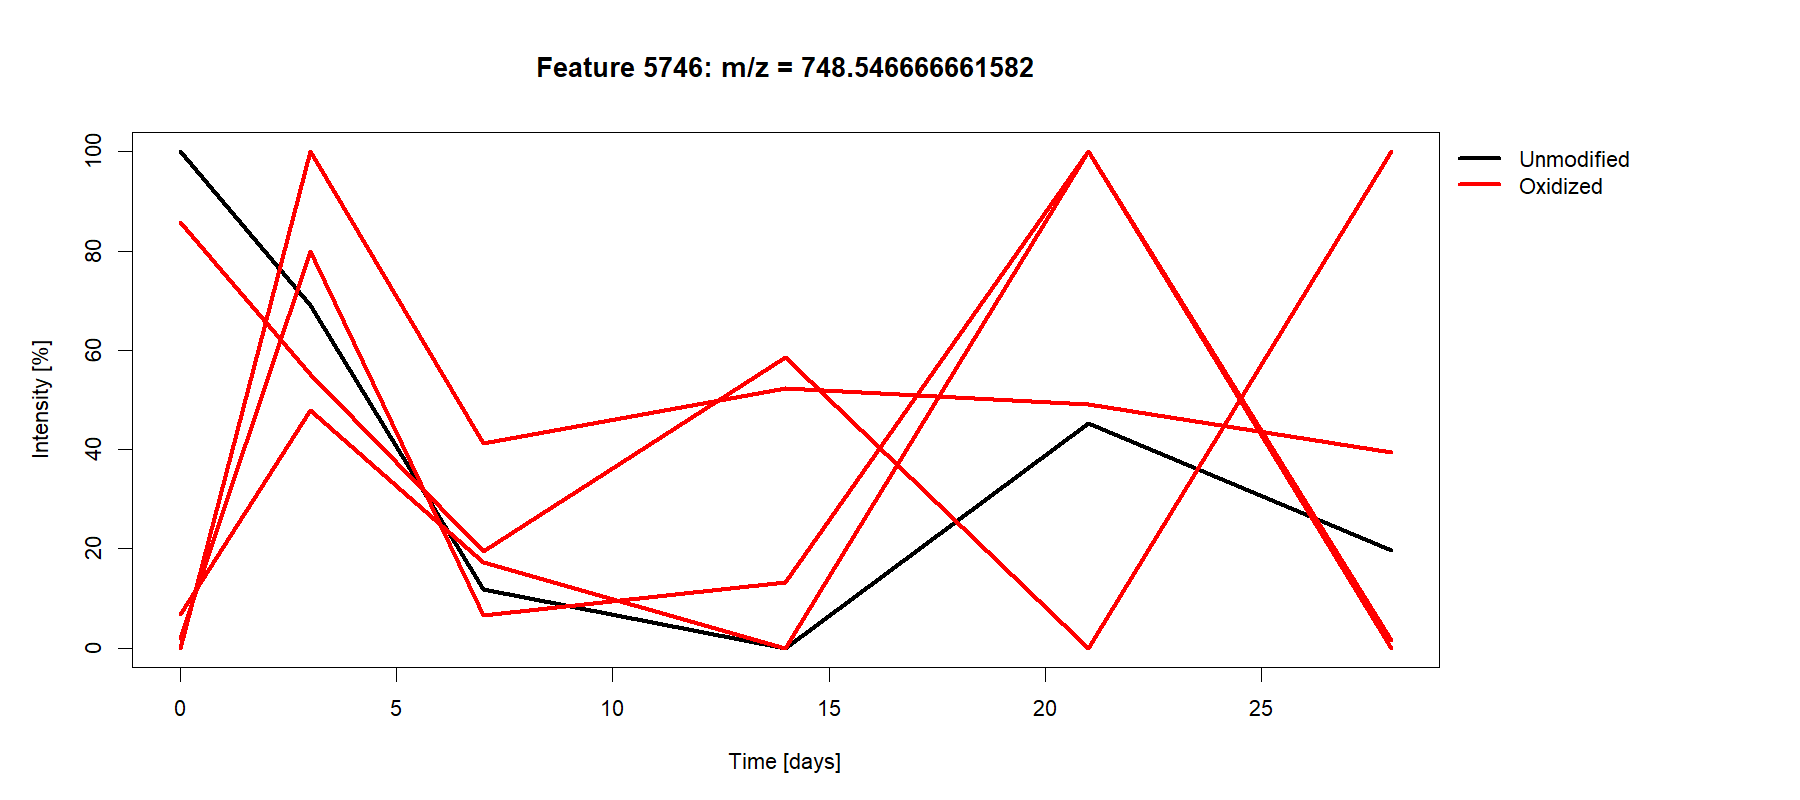 Feature 5746: m/z = 748.546666661582
Unmodified
Oxidized
Intensity [%]
100
80
60
40
20
0
0 5 10 15 20 25
Time [days]